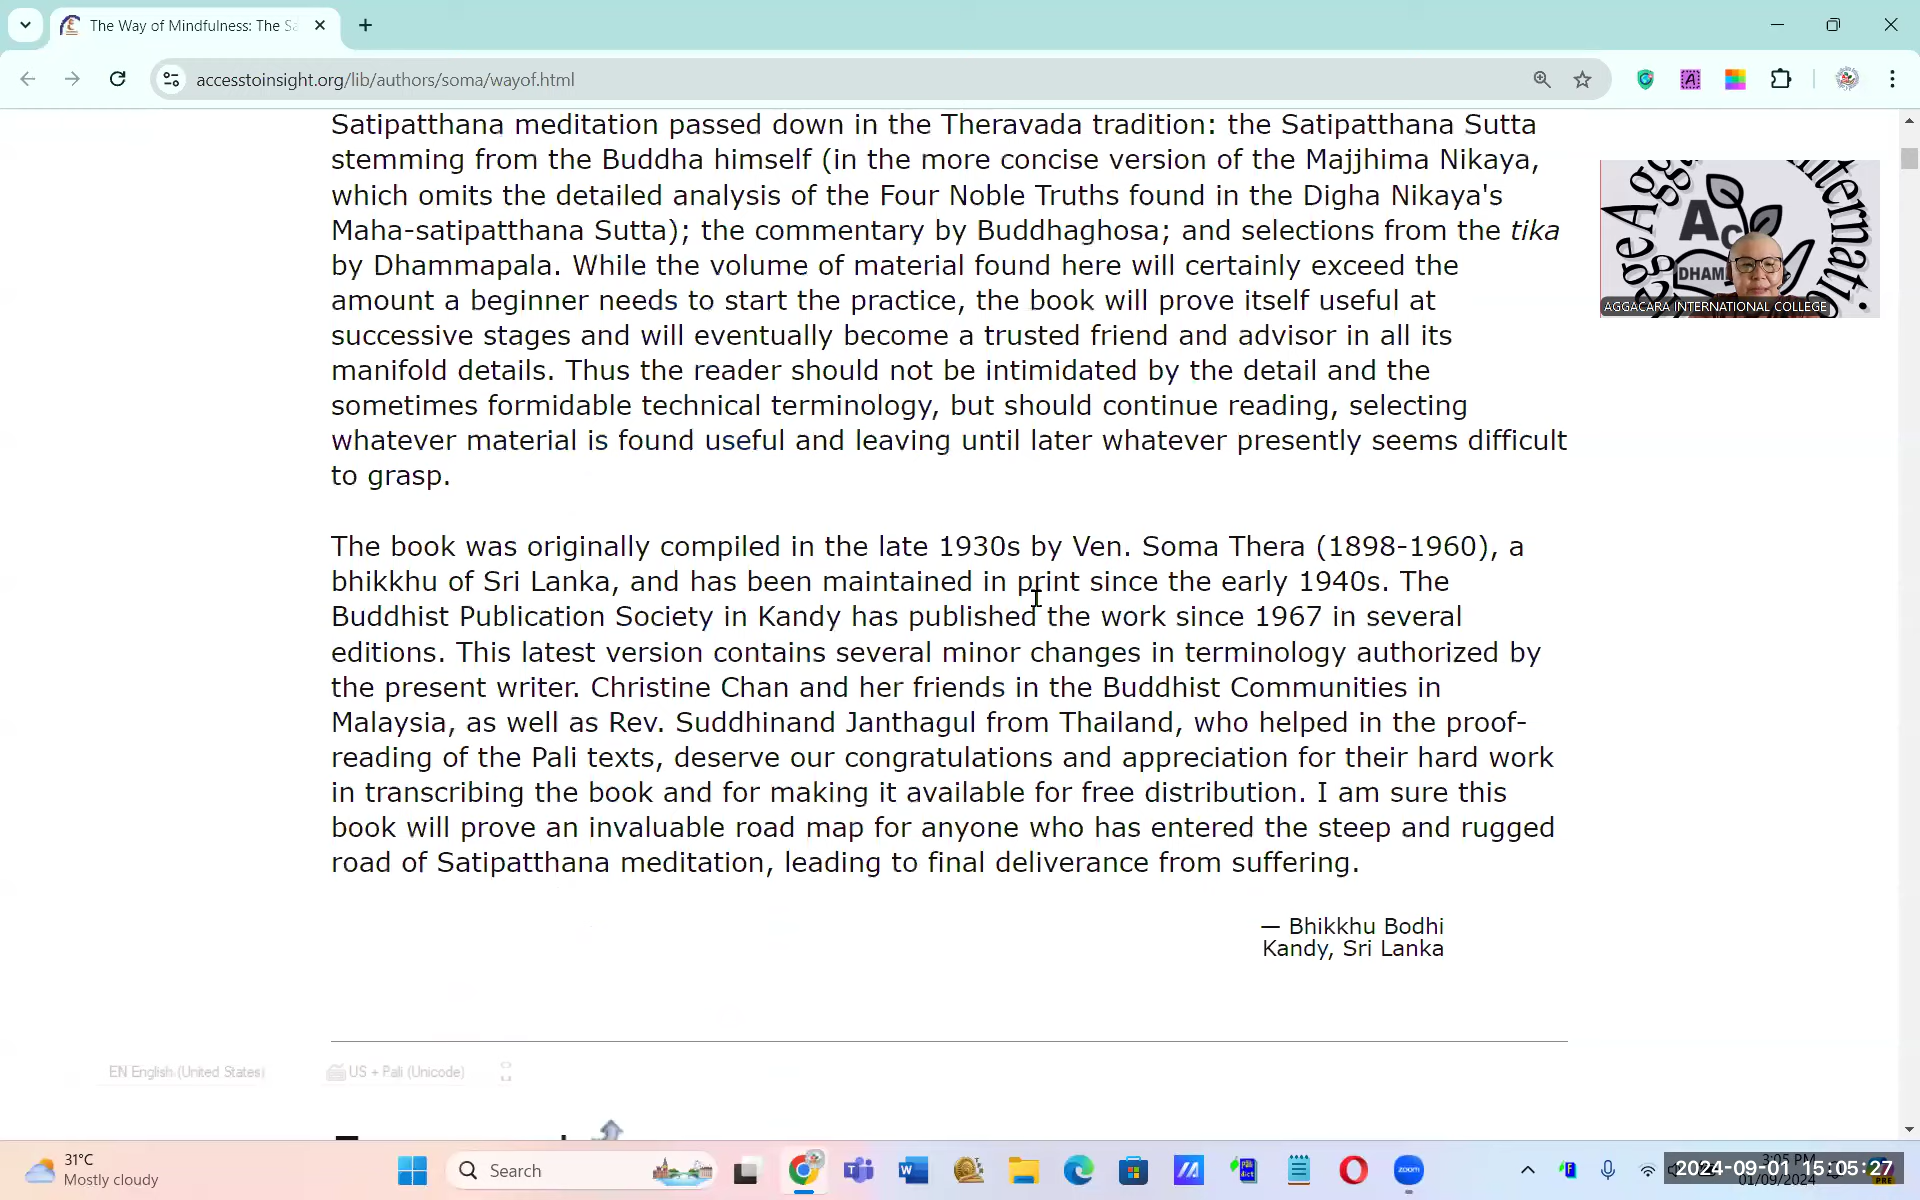 The Way of Mindfulness: The Sa
accesstoinsight.org/lib/authors/soma/wayof.html
Satipatthana meditation passed down in the Theravada tradition: the Satipatthana Sutta
stemming from the Buddha himself (in the more concise version of the Majjhima Nikaya,
which omits the detailed analysis of the Four Noble Truths found in the Digha Nikaya's
Maha-satipatthana Sutta); the commentary by Buddhaghosa; and selections from the tika
by Dhammapala. While the volume of material found here will certainly exceed the
amount a beginner needs to start the practice, the book will prove itself useful at
successive stages and will eventually become a trusted friend and advisor in all its
manifold details. Thus the reader should not be intimidated by the detail and the
sometimes formidable technical terminology, but should continue reading, selecting
whatever material is found useful and leaving until later whatever presently seems difficult
to grasp.
AC
DHAM
AGGACARA INTERNATIONAL COLLEGE
The book was originally compiled in the late 1930s by Ven. Soma Thera (1898-1960), a
bhikkhu of Sri Lanka, and has been maintained in print since the early 1940s. The
Buddhist Publication Society in Kandy has published the work since 1967 in several
editions. This latest version contains several minor changes in terminology authorized by
the present writer. Christine Chan and her friends in the Buddhist Communities in
Malaysia, as well as Rev. Suddhinand Janthagul from Thailand, who helped in the proof-
reading of the Pali texts, deserve our congratulations and appreciation for their hard work
in transcribing the book and for making it available for free distribution. I am sure this
book will prove an invaluable road map for anyone who has entered the steep and rugged
road of Satipatthana meditation, leading to final deliverance from suffering.
— Bhikkhu Bodhi
Kandy, Sri Lanka
EN English (United States)
US + Pali (Unicode)
31°C
Mostly cloudy
Search
zoom
3:05 PM
2024-09-01 15:05:27
01/09/2024
PRE